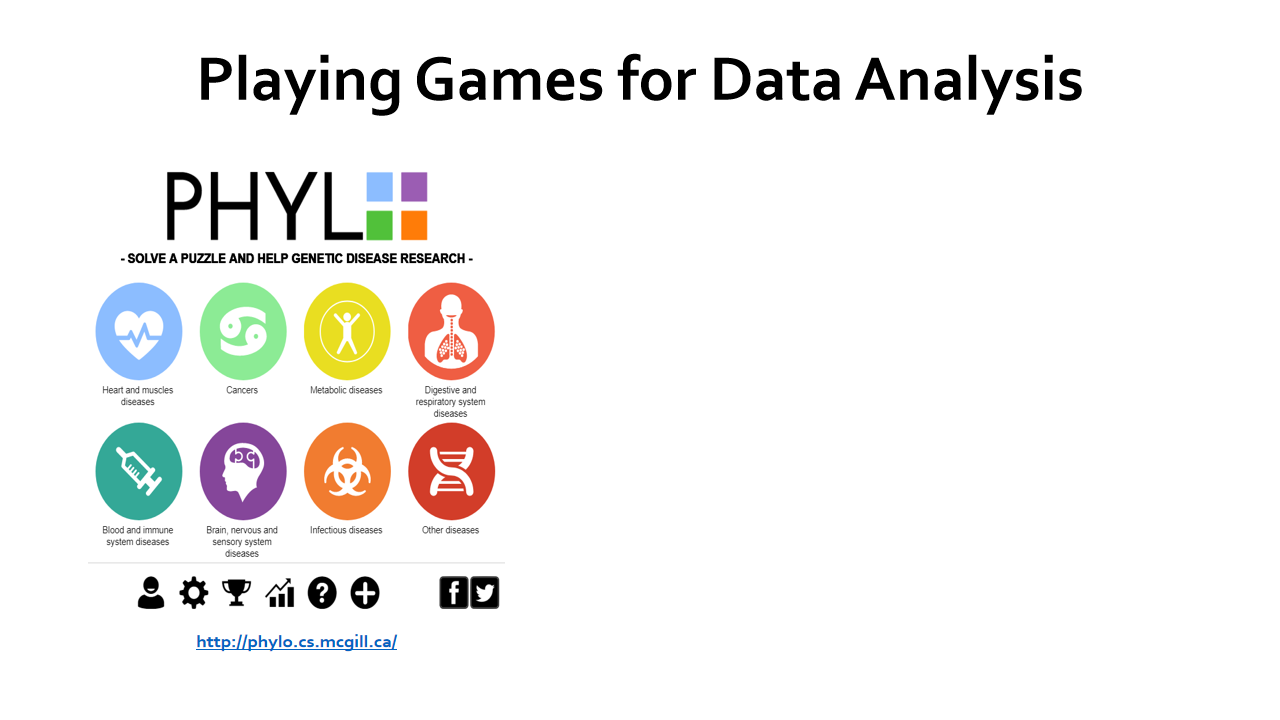 Playing Games for Data Analysis
PHYL
- SOLVE A PUZZLE AND HELP GENETIC DISEASE RESEARCH -
Heart and muscles
diseases
Cancers
Metabolic diseases
Digestive and
respiratory system
diseases
Blood and immune
system diseases
Brain, nervous and
sensory system
diseases
Infectious diseases
Other diseases
http://phylo.cs.mcgill.ca/